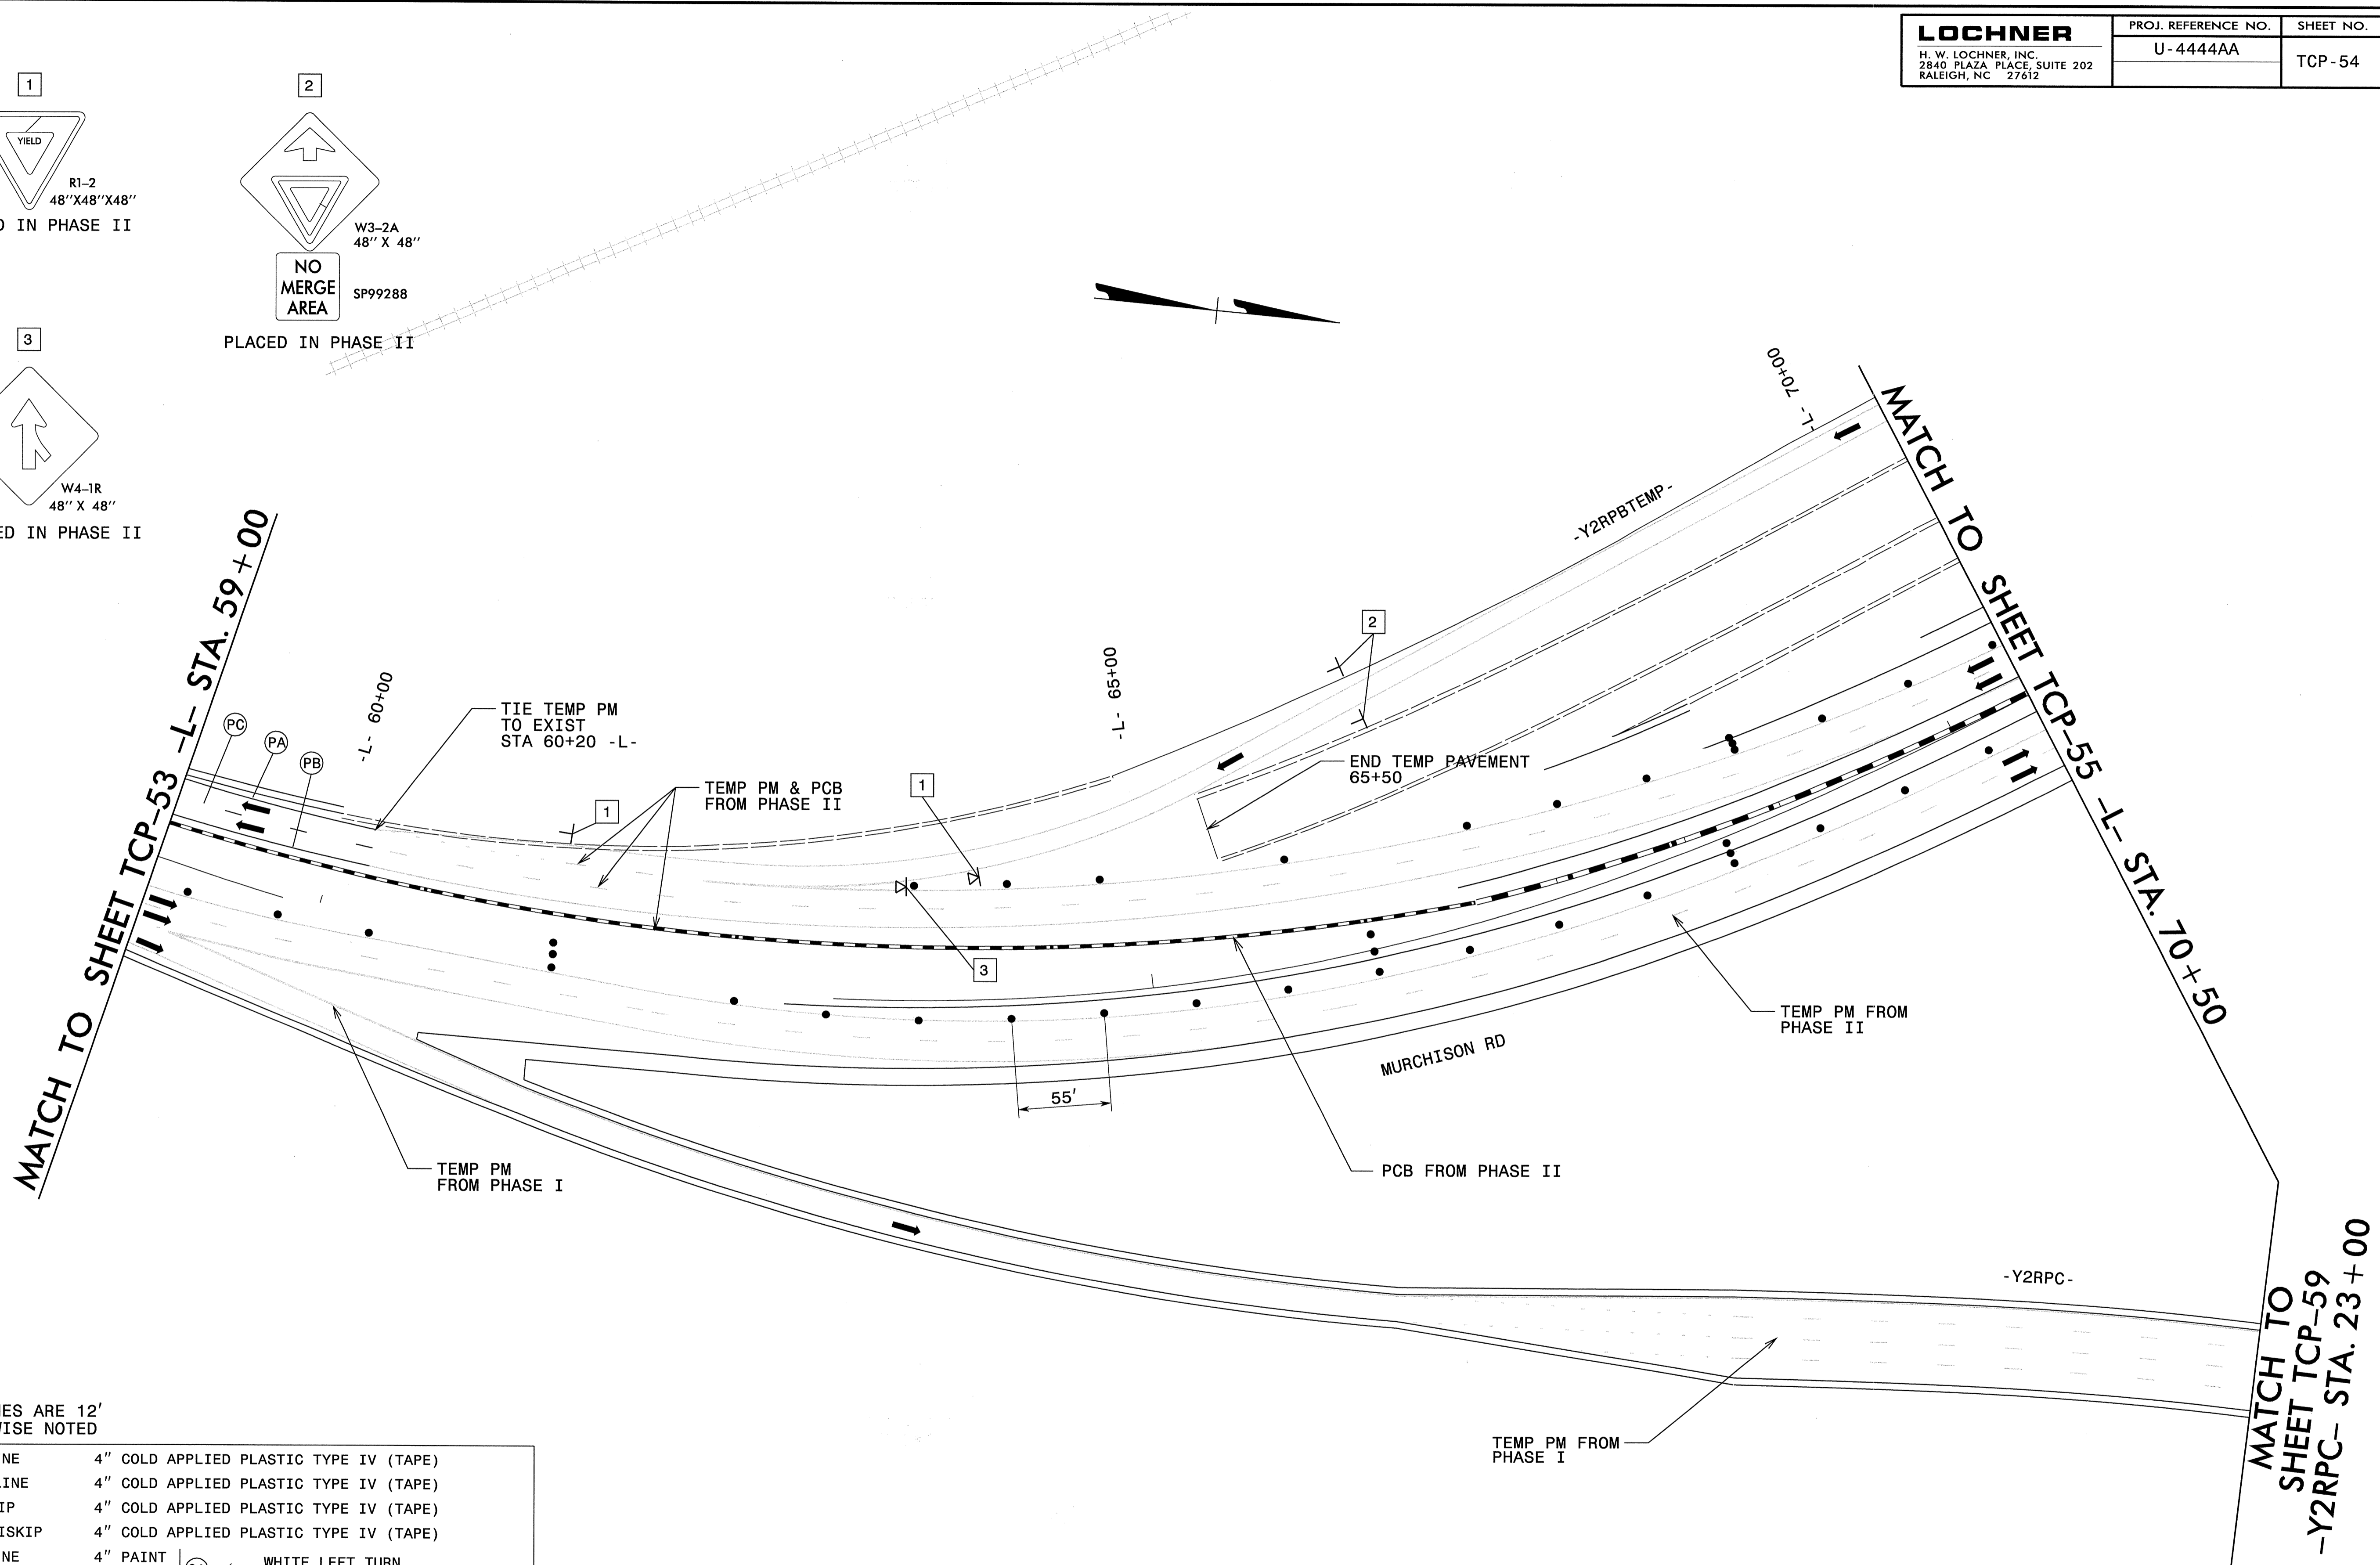 LOCHNER
H. W. LOCHNER, INC.
2840 PLAZA PLACE, SUITE 202
RALEIGH, NC 27612
PROJ. REFERENCE NO.
U-4444AA
SHEET NO.
TCP-54
1
YIELD
R1-2
48"X48"X48"
IN PHASE II
2
W3-2A
48" X 48"
NO
MERGE
AREA
SP99288
PLACED IN PHASE II
3
W4-1R
48" X 48"
IN PHASE II
MATCH TO SHEET TCP-53 -L- STA. 59+00
PC
PA
PB
-L- 60+00
TIE TEMP PM
TO EXIST
STA 60+20 -L-
1
TEMP PM & PCB
FROM PHASE II
1
-L- 65+00
2
END TEMP PAVEMENT
65+50
-Y2RPBTEMP-
-L- 70+00
MATCH TO SHEET TCP-55 -L- STA. 70+50
3
55'
MURCHISON RD
TEMP PM FROM
PHASE II
PCB FROM PHASE II
TEMP PM
FROM PHASE I
-Y2RPC-
TEMP PM FROM
PHASE I
MATCH TO
SHEET TCP-59
-Y2RPC- STA. 23+00
ARE 12'
NOTED
4" COLD APPLIED PLASTIC TYPE IV (TAPE)
4" COLD APPLIED PLASTIC TYPE IV (TAPE)
4" COLD APPLIED PLASTIC TYPE IV (TAPE)
4" COLD APPLIED PLASTIC TYPE IV (TAPE)
4" PAINT
WHITE LEFT TURN